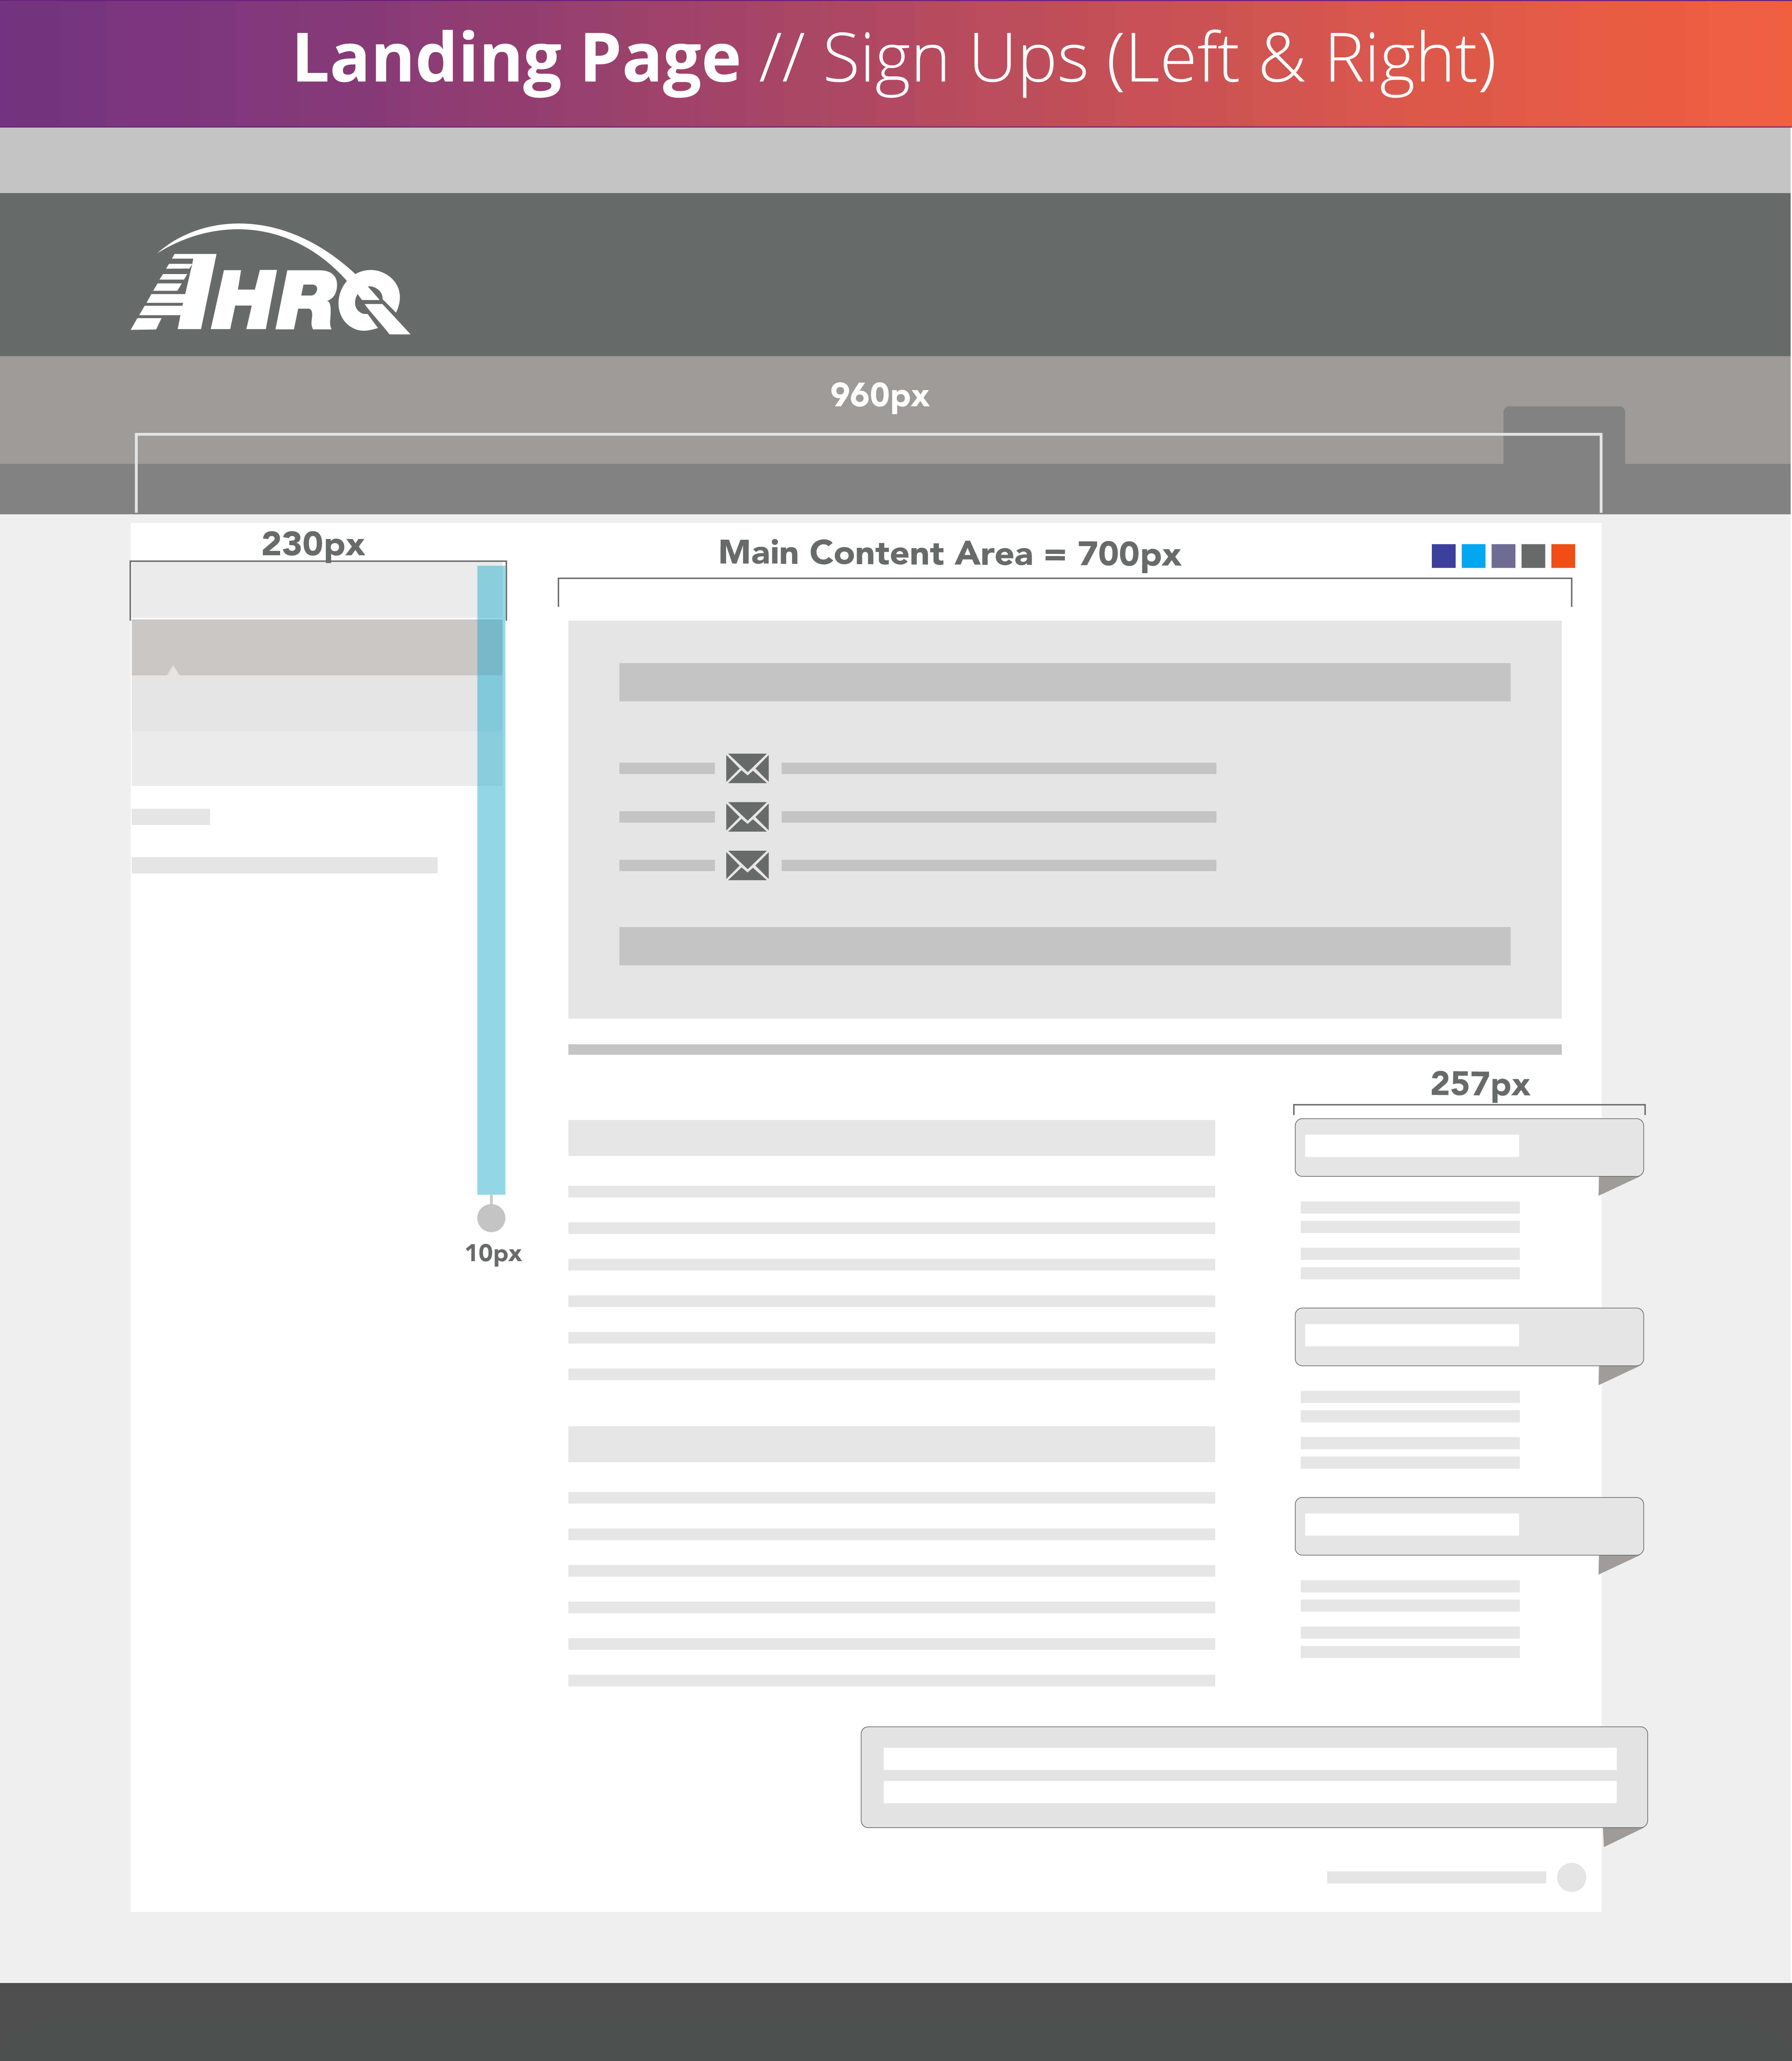 Landing Page // Sign Ups (Left & Right)
AHRQ
960px
230px
Main Content Area = 700px
257px
10px